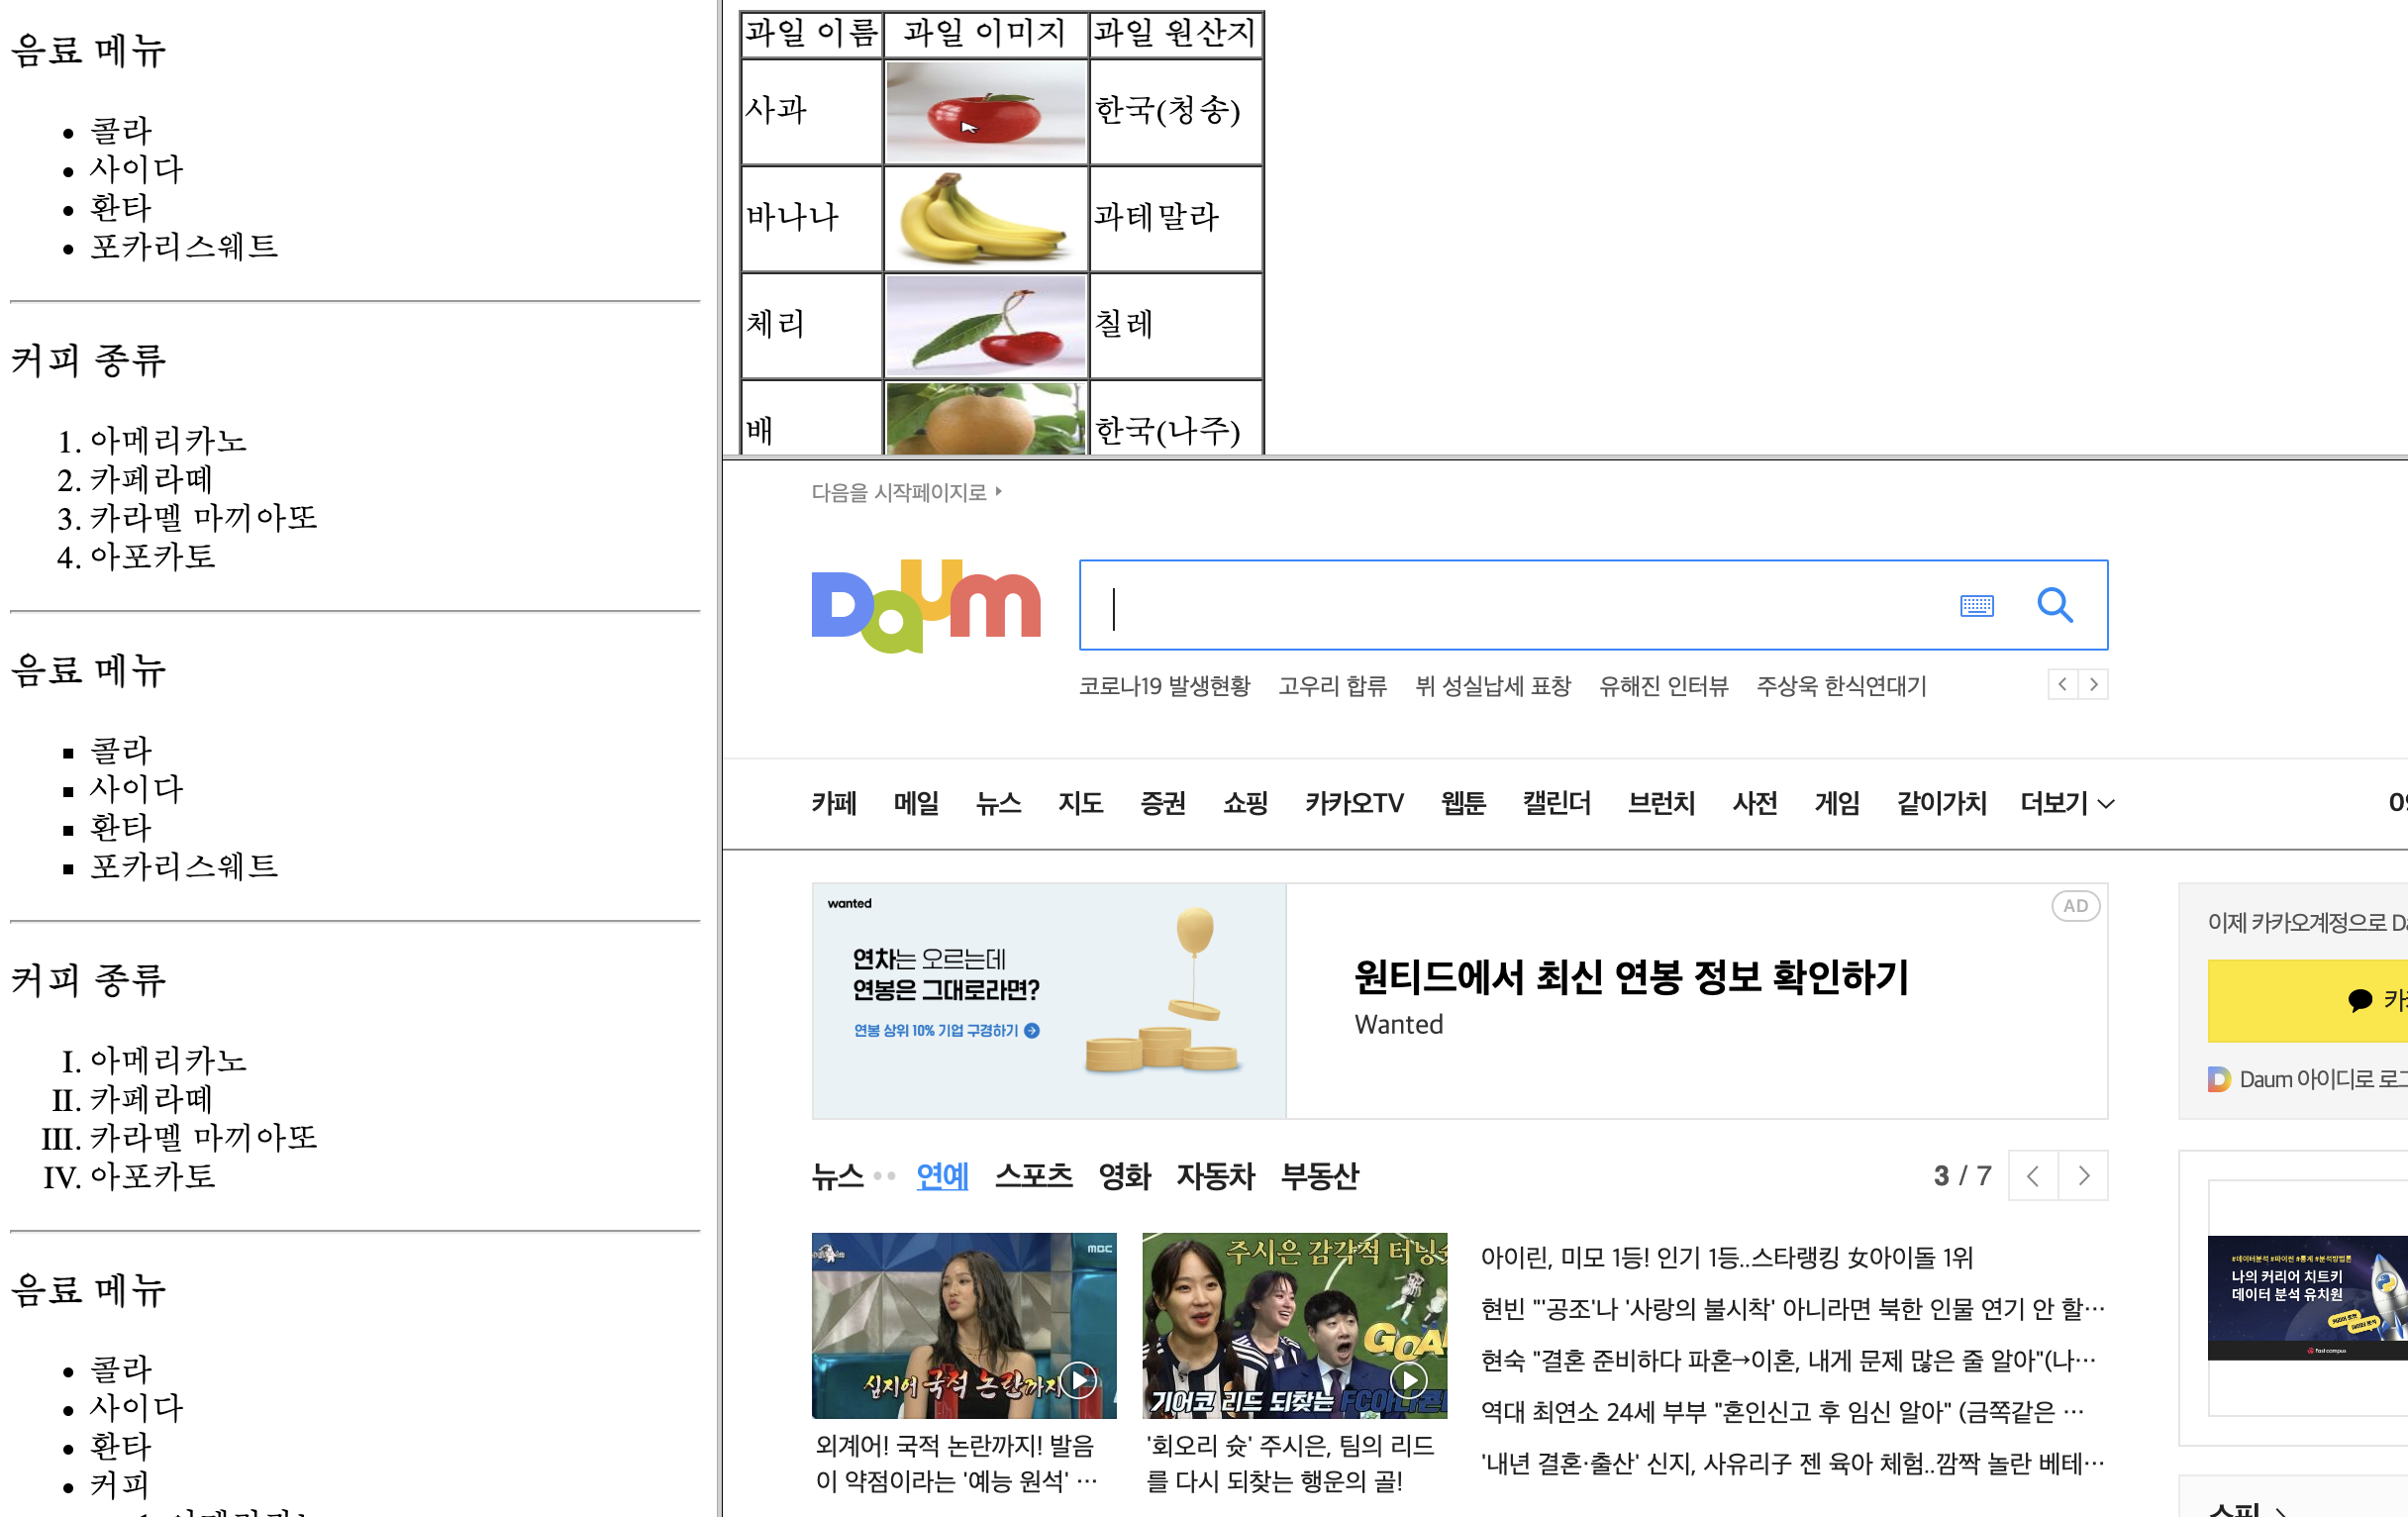 음료 메뉴
• 콜라
• 사이다
• 환타
• 포카리스웨트
커피 종류
1. 아메리카노
2. 카페라떼
3. 카라멜 마끼아또
4. 아포카토
음료 메뉴
▪ 콜라
▪ 사이다
▪ 환타
▪ 포카리스웨트
커피 종류
I. 아메리카노
II. 카페라떼
III. 카라멜 마끼아또
IV. 아포카토
음료 메뉴
• 콜라
• 사이다
• 환타
• 커피
과일 이름 과일 이미지 과일 원산지
사과 한국(청송)
바나나 과테말라
체리 칠레
배 한국(나주)
다음을 시작페이지로
Daum
코로나19 발생현황 고우리 합류 뷔 성실납세 표창 유해진 인터뷰 주상욱 한식연대기
카페 메일 뉴스 지도 증권 쇼핑 카카오TV 웹툰 캘린더 브런치 사전 게임 같이가치 더보기
wanted
연차는 오르는데
연봉은 그대로라면?
연봉 상위 10% 기업 구경하기
AD
원티드에서 최신 연봉 정보 확인하기
Wanted
이제 카카오계정으로
Daum 아이디로
뉴스 연예 스포츠 영화 자동차 부동산
3 / 7
MBC
심지어 국적 논란까지
외계어! 국적 논란까지! 발음
이 약점이라는 '예능 원석' …
주시은 감각적 터닝슛
GOA
기어코 리드 되찾는 FC아나콘
'회오리 슛' 주시은, 팀의 리드
를 다시 되찾는 행운의 골!
아이린, 미모 1등! 인기 1등..스타랭킹 女아이돌 1위
현빈 "'공조'나 '사랑의 불시착' 아니라면 북한 인물 연기 안 할…
현숙 "결혼 준비하다 파혼→이혼, 내게 문제 많은 줄 알아"(나…
역대 최연소 24세 부부 "혼인신고 후 임신 알아" (금쪽같은 …
'내년 결혼·출산' 신지, 사유리子 젠 육아 체험..깜짝 놀란 베테…
#데이터분석 #파이썬 #통계 #분석방법론
나의 커리어 치트키
데이터 분석 유치원
fast campus
쇼핑